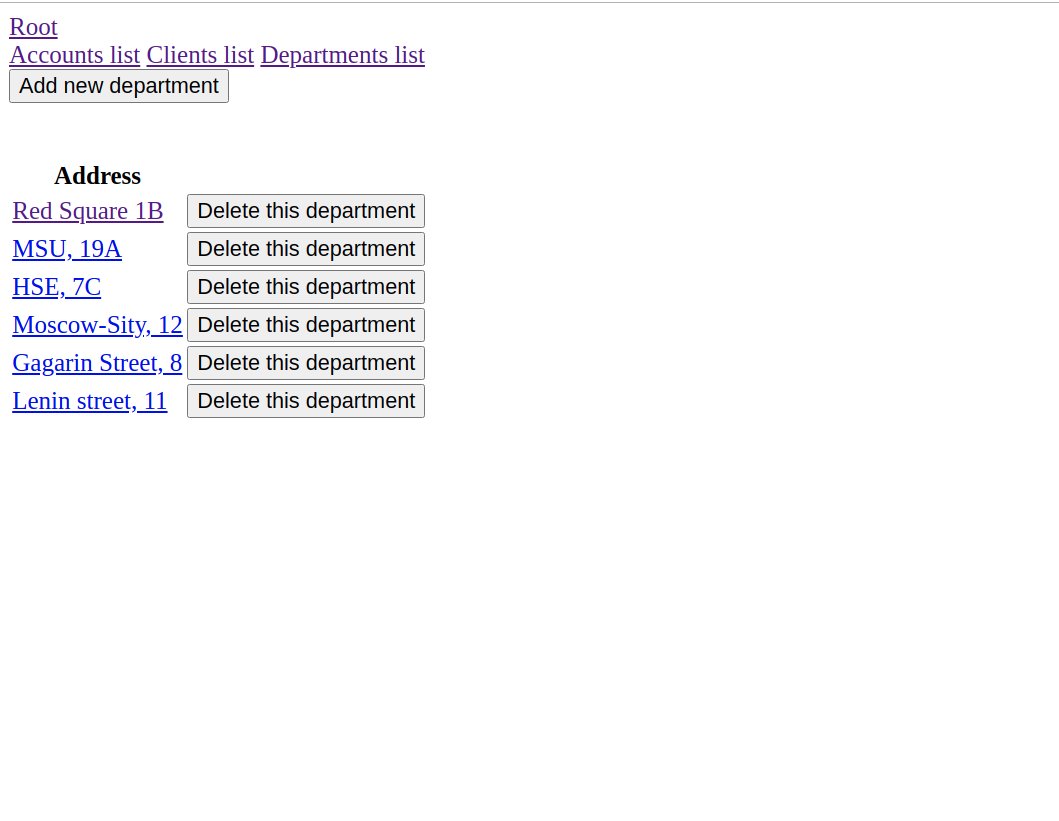 Root
Accounts list Clients list Departments list
Add new department
Address
Red Square 1B Delete this department
MSU, 19A Delete this department
HSE, 7C Delete this department
Moscow-Sity, 12 Delete this department
Gagarin Street, 8 Delete this department
Lenin street, 11 Delete this department